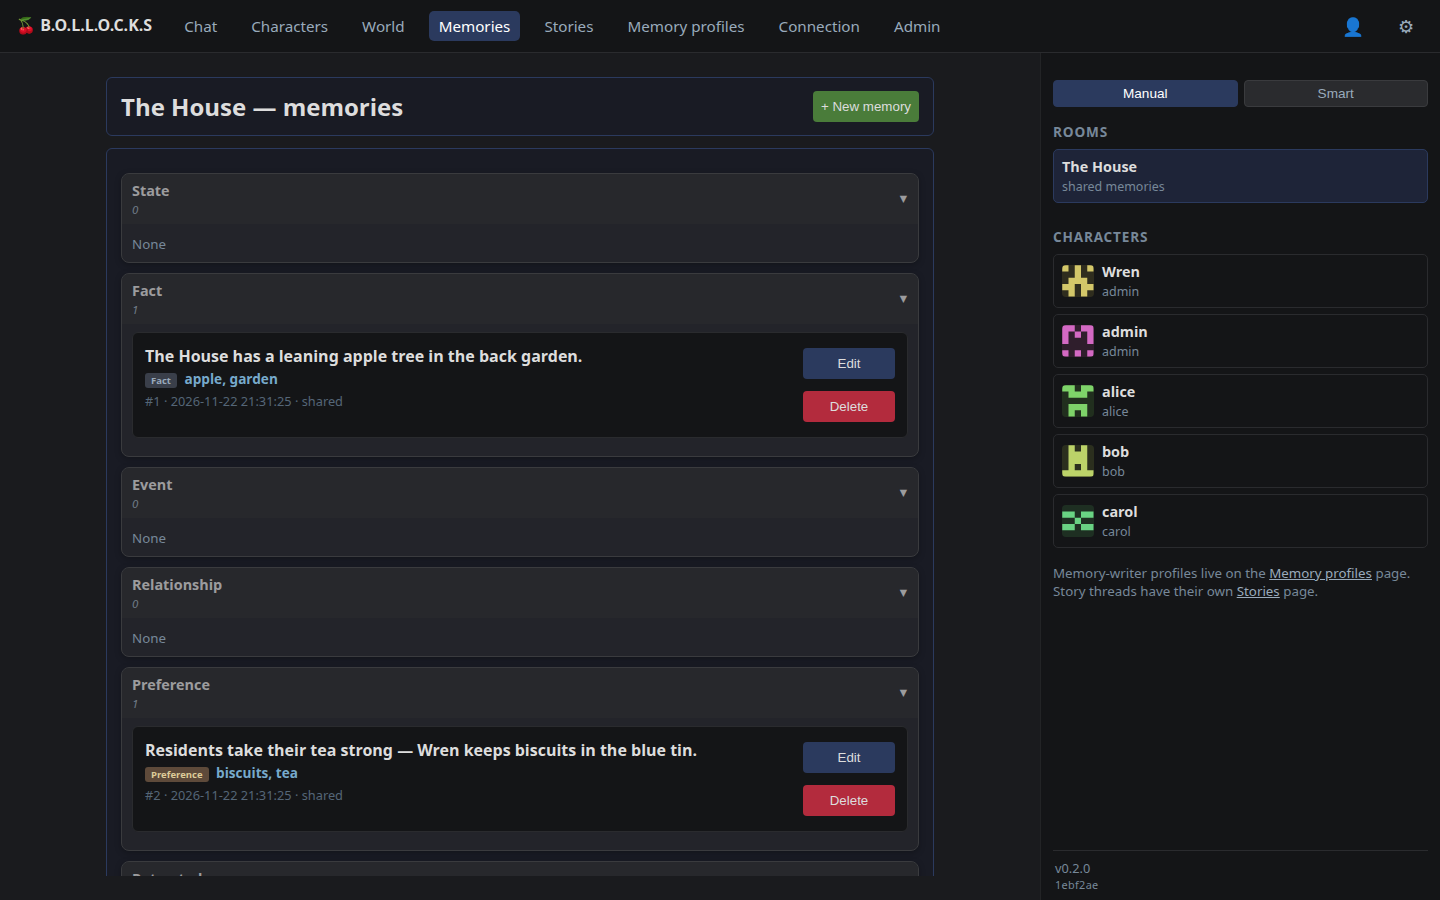 B.O.L.L.O.C.K.S
Chat
Characters
World
Memories
Stories
Memory profiles
Connection
Admin
The House — memories
+ New memory
State
0
None
Fact
1
The House has a leaning apple tree in the back garden.
Fact apple, garden
#1 · 2026-11-22 21:31:25 · shared
Edit
Delete
Event
0
None
Relationship
0
None
Preference
1
Residents take their tea strong — Wren keeps biscuits in the blue tin.
Preference biscuits, tea
#2 · 2026-11-22 21:31:25 · shared
Edit
Delete
Manual
Smart
ROOMS
The House
shared memories
CHARACTERS
Wren
admin
admin
admin
alice
alice
bob
bob
carol
carol
Memory-writer profiles live on the Memory profiles page.
Story threads have their own Stories page.
v0.2.0
1ebf2ae